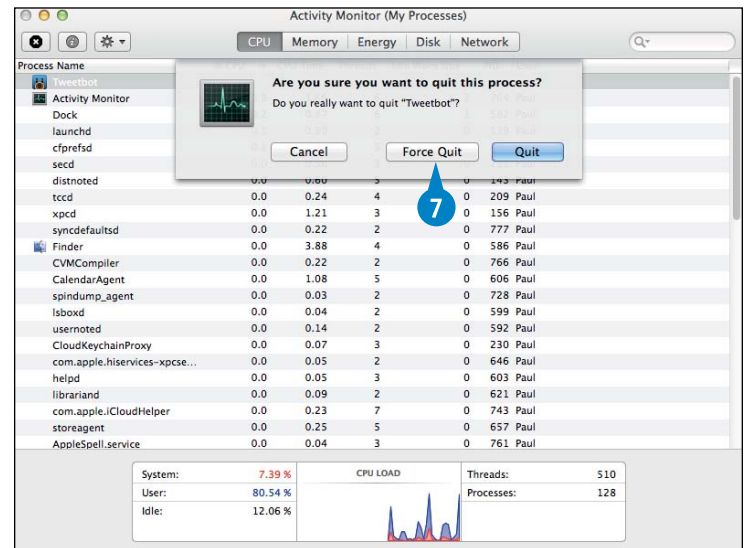 Activity Monitor (My Processes)
CPU Memory Energy Disk Network
Process Name
Tweetbot
Are you sure you want to quit this process?
Activity Monitor
Do you really want to quit “Tweetbot”?
Dock
launchd
cfprefsd
Cancel Force Quit Quit
secd
distnoted 0.0 0.60 5 0 143 Paul
tccd 0.0 0.24 4 0 209 Paul
7
xpcd 0.0 1.21 3 0 156 Paul
syncdefaultsd 0.0 0.22 2 0 777 Paul
Finder 0.0 3.88 4 0 586 Paul
CVMCompiler 0.0 0.22 2 0 766 Paul
CalendarAgent 0.0 1.08 5 0 606 Paul
spindump_agent 0.0 0.03 2 0 728 Paul
lsboxd 0.0 0.04 2 0 599 Paul
usernoted 0.0 0.14 2 0 592 Paul
CloudKeychainProxy 0.0 0.07 3 0 230 Paul
com.apple.hiservices-xpcse... 0.0 0.05 2 0 646 Paul
helpd 0.0 0.05 3 0 603 Paul
librariand 0.0 0.09 2 0 621 Paul
com.apple.iCloudHelper 0.0 0.23 7 0 743 Paul
storeagent 0.0 0.25 5 0 657 Paul
AppleSpell.service 0.0 0.04 3 0 761 Paul
System: 7.39 % CPU LOAD Threads: 510
User: 80.54 % Processes: 128
Idle: 12.06 %